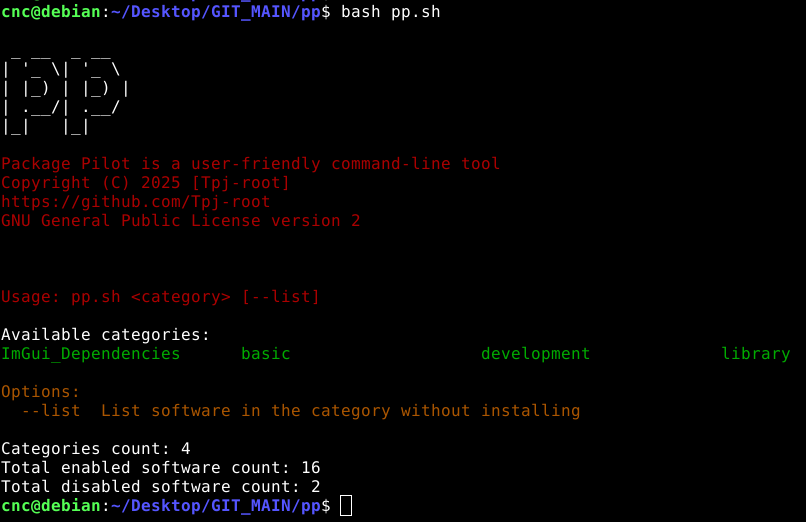 cnc@debian:~/Desktop/GIT_MAIN/pp$ bash pp.sh
 _ __  _ __
| '_ \| '_ \
| |_) | |_) |
| .__/| .__/
|_|   |_|
Package Pilot is a user-friendly command-line tool
Copyright (C) 2025 [Tpj-root]
https://github.com/Tpj-root
GNU General Public License version 2
Usage: pp.sh <category> [--list]
Available categories:
ImGui_Dependencies      basic                   development             library
Options:
  --list  List software in the category without installing
Categories count: 4
Total enabled software count: 16
Total disabled software count: 2
cnc@debian:~/Desktop/GIT_MAIN/pp$